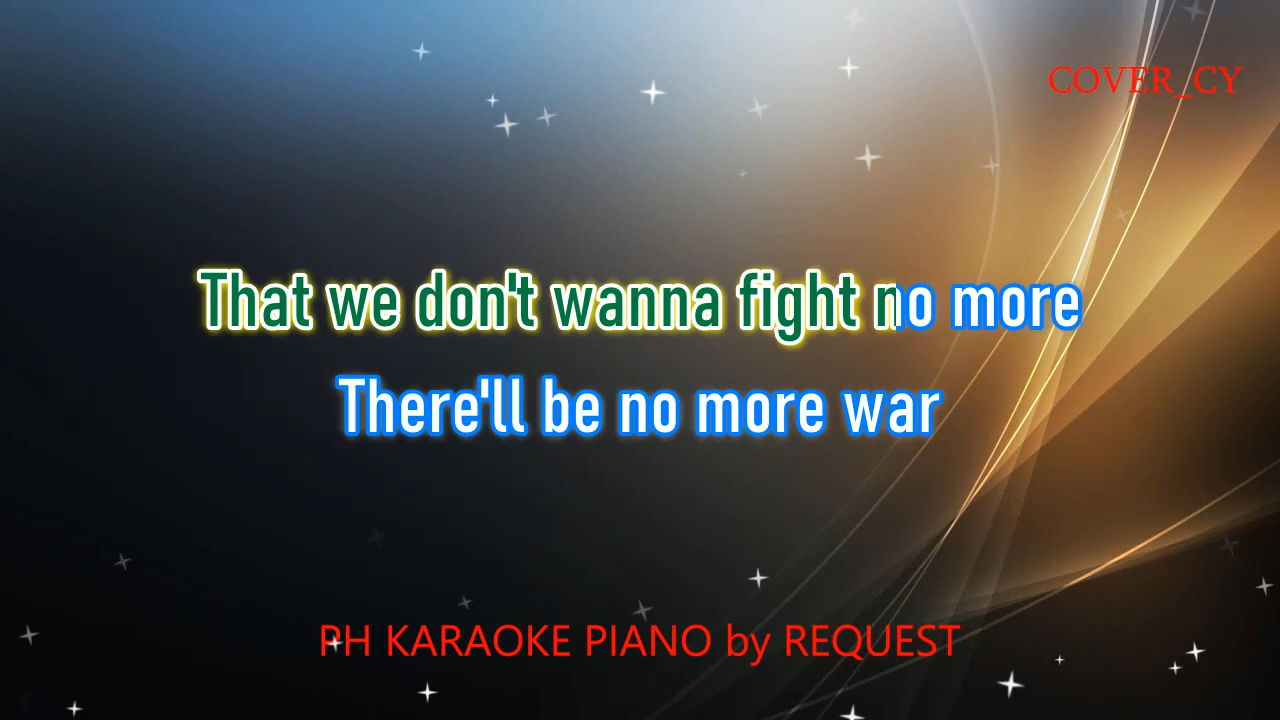 COVER_CY
That we don't wanna fight no more
There'll be no more war
PH KARAOKE PIANO by REQUEST